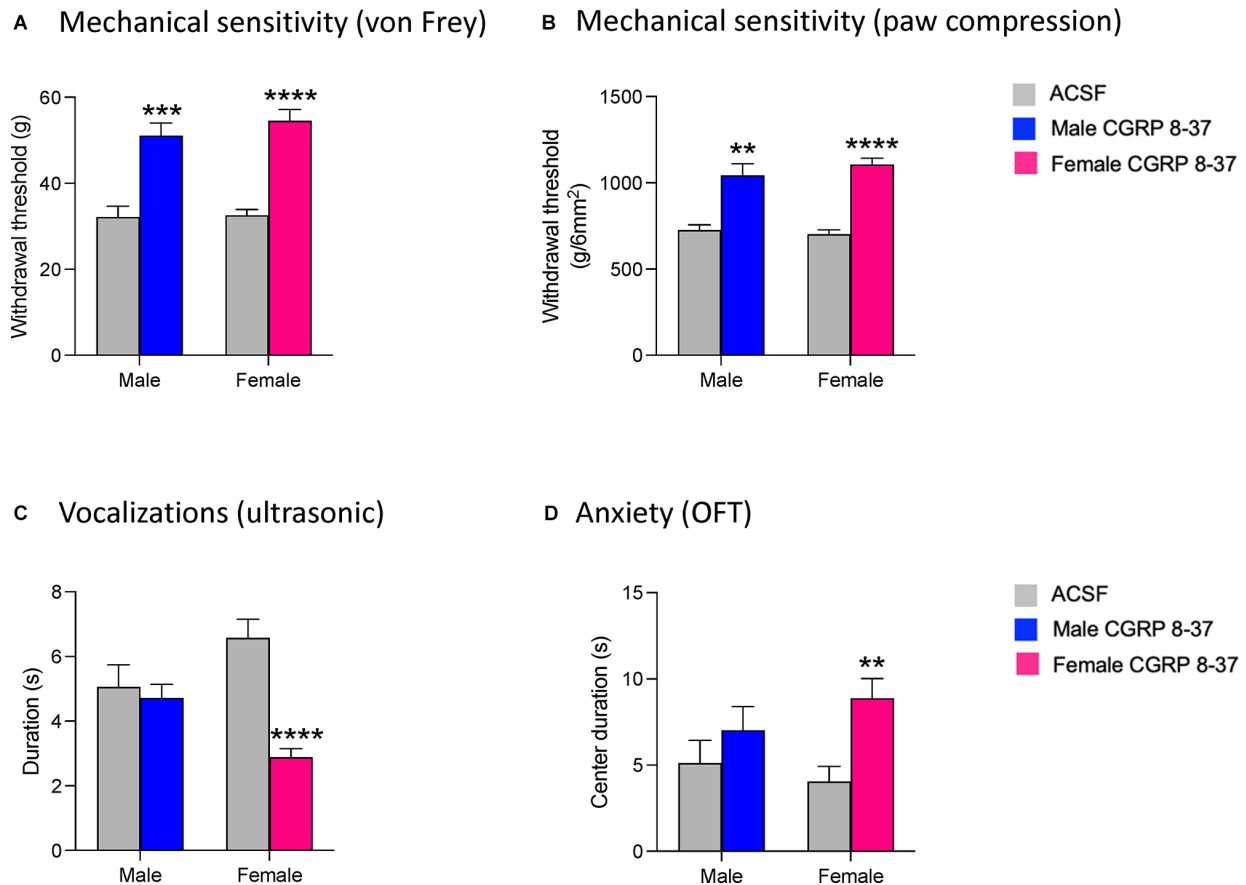 A Mechanical sensitivity (von Frey)
B Mechanical sensitivity (paw compression)
60
40
20
0
Withdrawal threshold (g)
***
****
Male
Female
1500
1000
500
0
Withdrawal threshold
(g/6mm²)
**
****
Male
Female
ACSF
Male CGRP 8-37
Female CGRP 8-37
C Vocalizations (ultrasonic)
D Anxiety (OFT)
8
6
4
2
0
Duration (s)
****
Male
Female
15
10
5
0
Center duration (s)
**
Male
Female
ACSF
Male CGRP 8-37
Female CGRP 8-37